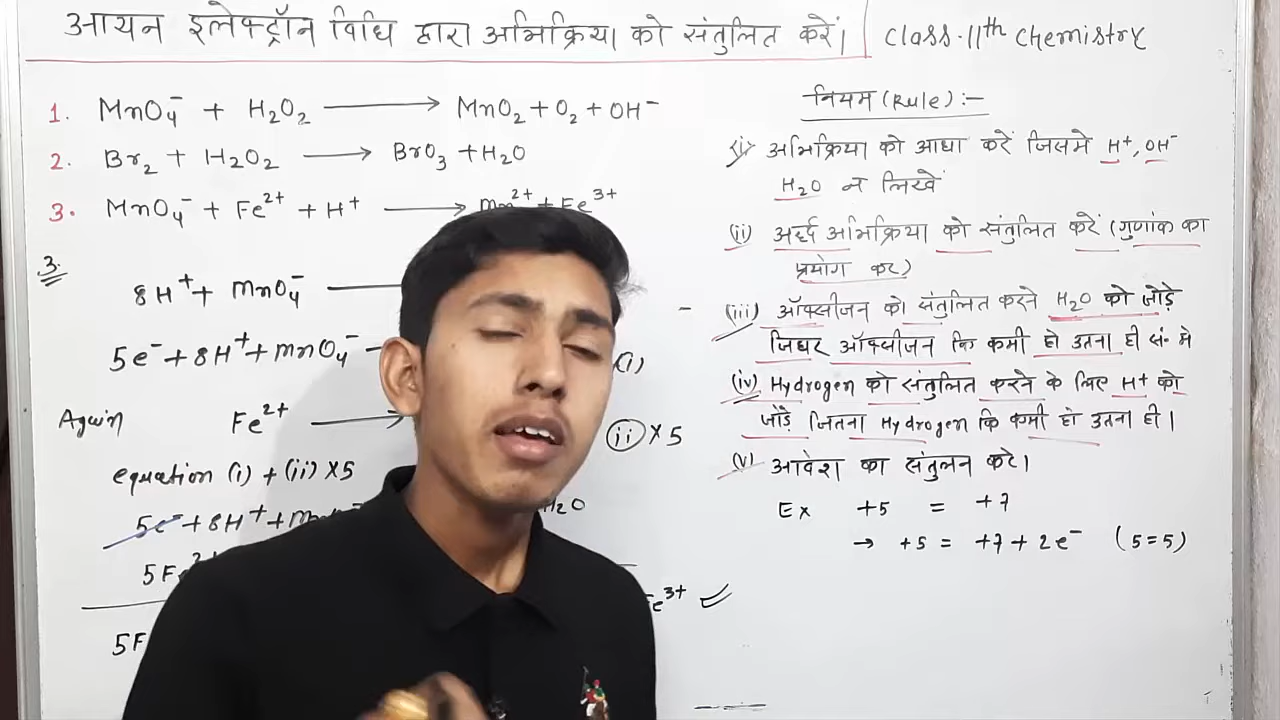 आयन इलेक्ट्रॉन विधि द्वारा अभिक्रिया को संतुलित करें। class-11th chemistry
1. MnO₄⁻ + H₂O₂ ⟶ MnO₂ + O₂ + OH⁻
2. Br₂ + H₂O₂ ⟶ BrO₃ + H₂O
3. MnO₄⁻ + Fe²⁺ + H⁺ ⟶ Mn²⁺ + Fe³⁺
3.
8H⁺ + MnO₄⁻
5e⁻ + 8H⁺ + MnO₄⁻ (i)
Again Fe²⁺ ⟶ (ii) × 5
equation (i) + (ii) × 5
5e⁻ + 8H⁺ + H₂O
5Fe
5F Fe³⁺
नियम (Rule) :-
(i) अभिक्रिया को आधा करें जिसमे H⁺, OH⁻
H₂O न लिखें
(ii) अर्द्ध अभिक्रिया को संतुलित करें (गुणांक का
प्रयोग कर)
(iii) ऑक्सीजन को संतुलित करने H₂O को जोड़े
जिधर ऑक्सीजन कि कमी हो उतना ही सं॰ मे
(iv) Hydrogen को संतुलित करने के लिए H⁺ को
जोड़े जितना Hydrogen कि कमी हो उतना ही।
(v) आवेश का संतुलन करे।
Ex +5 = +7
→ +5 = +7 + 2e⁻ (5=5)